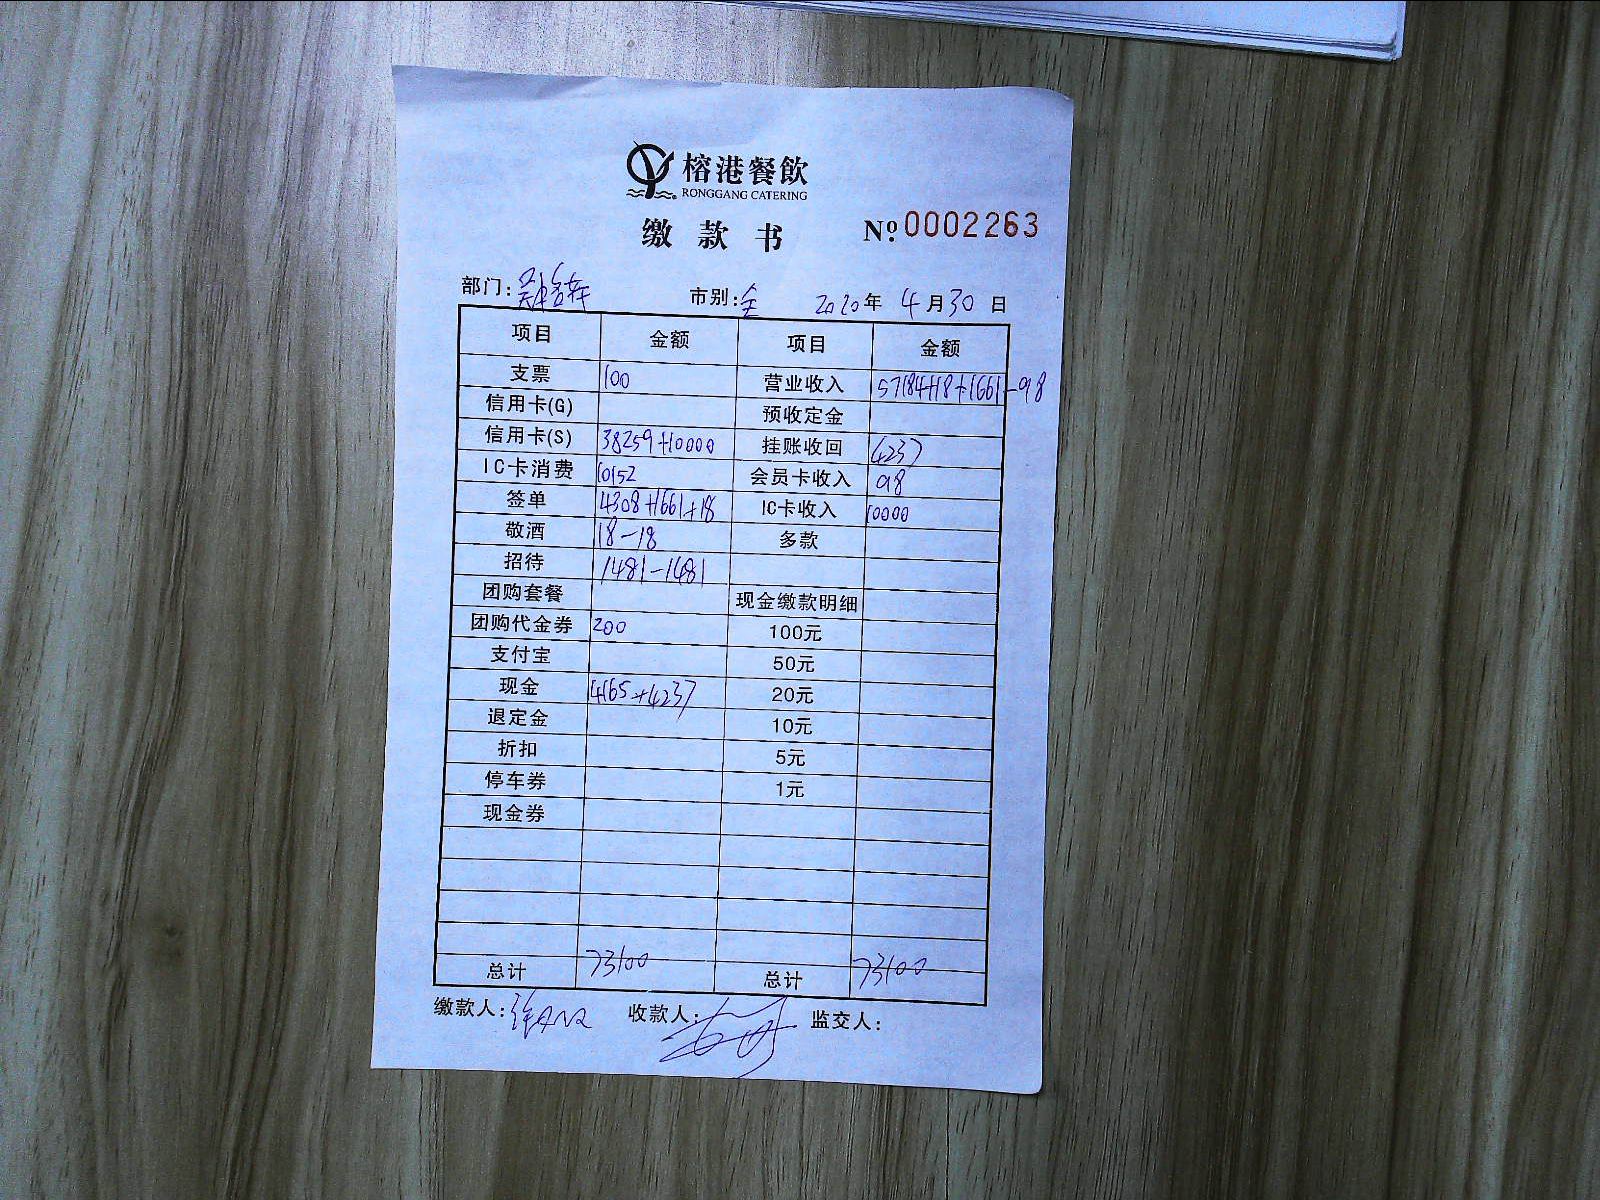 榕港餐飲
RONGGANG CATERING
缴款书
Nº:0002263
部门: 市别:全 2020年 4月30日
项目 金额 项目 金额
支票 100 营业收入 57184+18+1661-98
信用卡(G) 预收定金
信用卡(S) 38259+10000 挂账收回 4237
IC卡消费 10152 会员卡收入 98
签单 4308+1661+18 IC卡收入 10000
敬酒 18-18 多款
招待 1481-1481
团购套餐 现金缴款明细
团购代金券 200 100元
支付宝 50元
现金 4165+4237 20元
退定金 10元
折扣 5元
停车券 1元
现金券
总计 73100 总计 73100
缴款人: 收款人: 监交人: